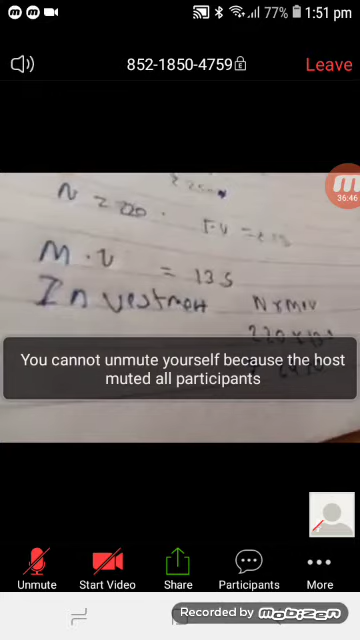 77% 1:51 pm
852-1850-4759 Leave
36:46
N = 220.
M.V = 135
Investment N×M.V
You cannot unmute yourself because the host
muted all participants
Unmute Start Video Share Participants More
Recorded by mobizen